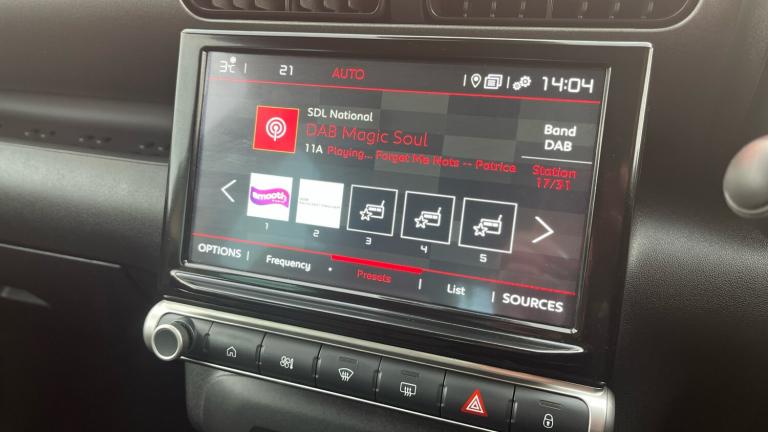 3°C 21 AUTO 14:04
SDL National
DAB Magic Soul
11A Playing... Forget Me Nots -- Patrice
Band
DAB
Station
17/31
smooth
1 2 3 4 5
OPTIONS Frequency Presets List SOURCES